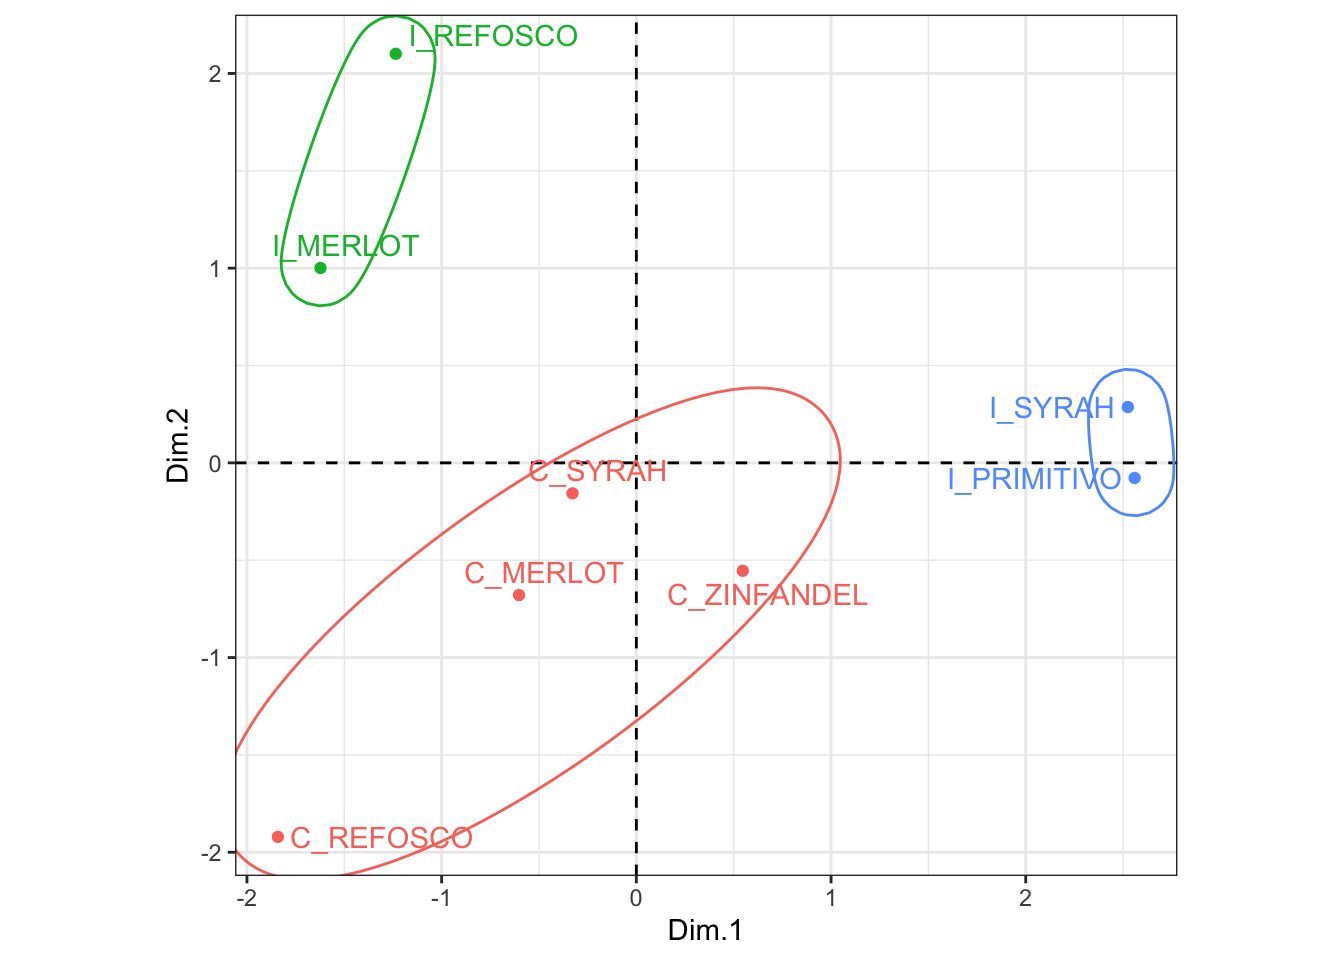 I_REFOSCO
2
I_MERLOT
1
I_SYRAH
Dim.2
0
C_SYRAH
I_PRIMITIVO
C_MERLOT
C_ZINFANDEL
-1
C_REFOSCO
-2
-2 -1 0 1 2
Dim.1